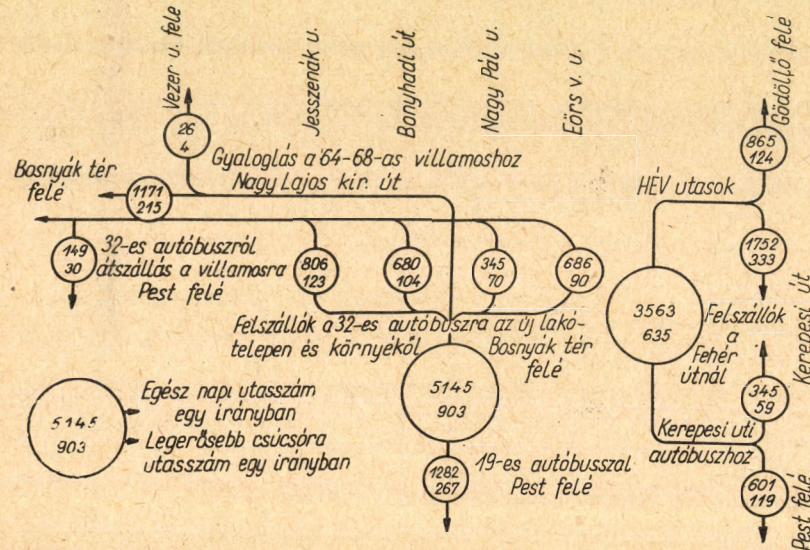 Vezer u. felé
Jesszenák u.
Bonyhadi út
Nagy Pál u.
Eörs v. u.
Gödöllő felé
26
4
865
124
Gyaloglás a '64-68-as villamoshoz
Nagy Lajos kir. út
Bosnyák tér
felé
1171
215
HÉV utasok
149
30
32-es autóbuszról
átszállás a villamosra
Pest felé
806
123
680
104
345
70
686
90
1752
333
3563
635
Felszállók
a
Fehér
útnál
Kerepesi út
Felszállók a 32-es autóbuszra az új lakó-
telepen és környékől
Bosnyák tér
felé
5145
903
345
59
5145
903
Egész napi utasszám
egy irányban
Legerősebb csúcsóra
utasszám egy irányban
Kerepesi uti
autóbuszhoz
1282
267
19-es autóbusszal
Pest felé
601
119
Pest felé